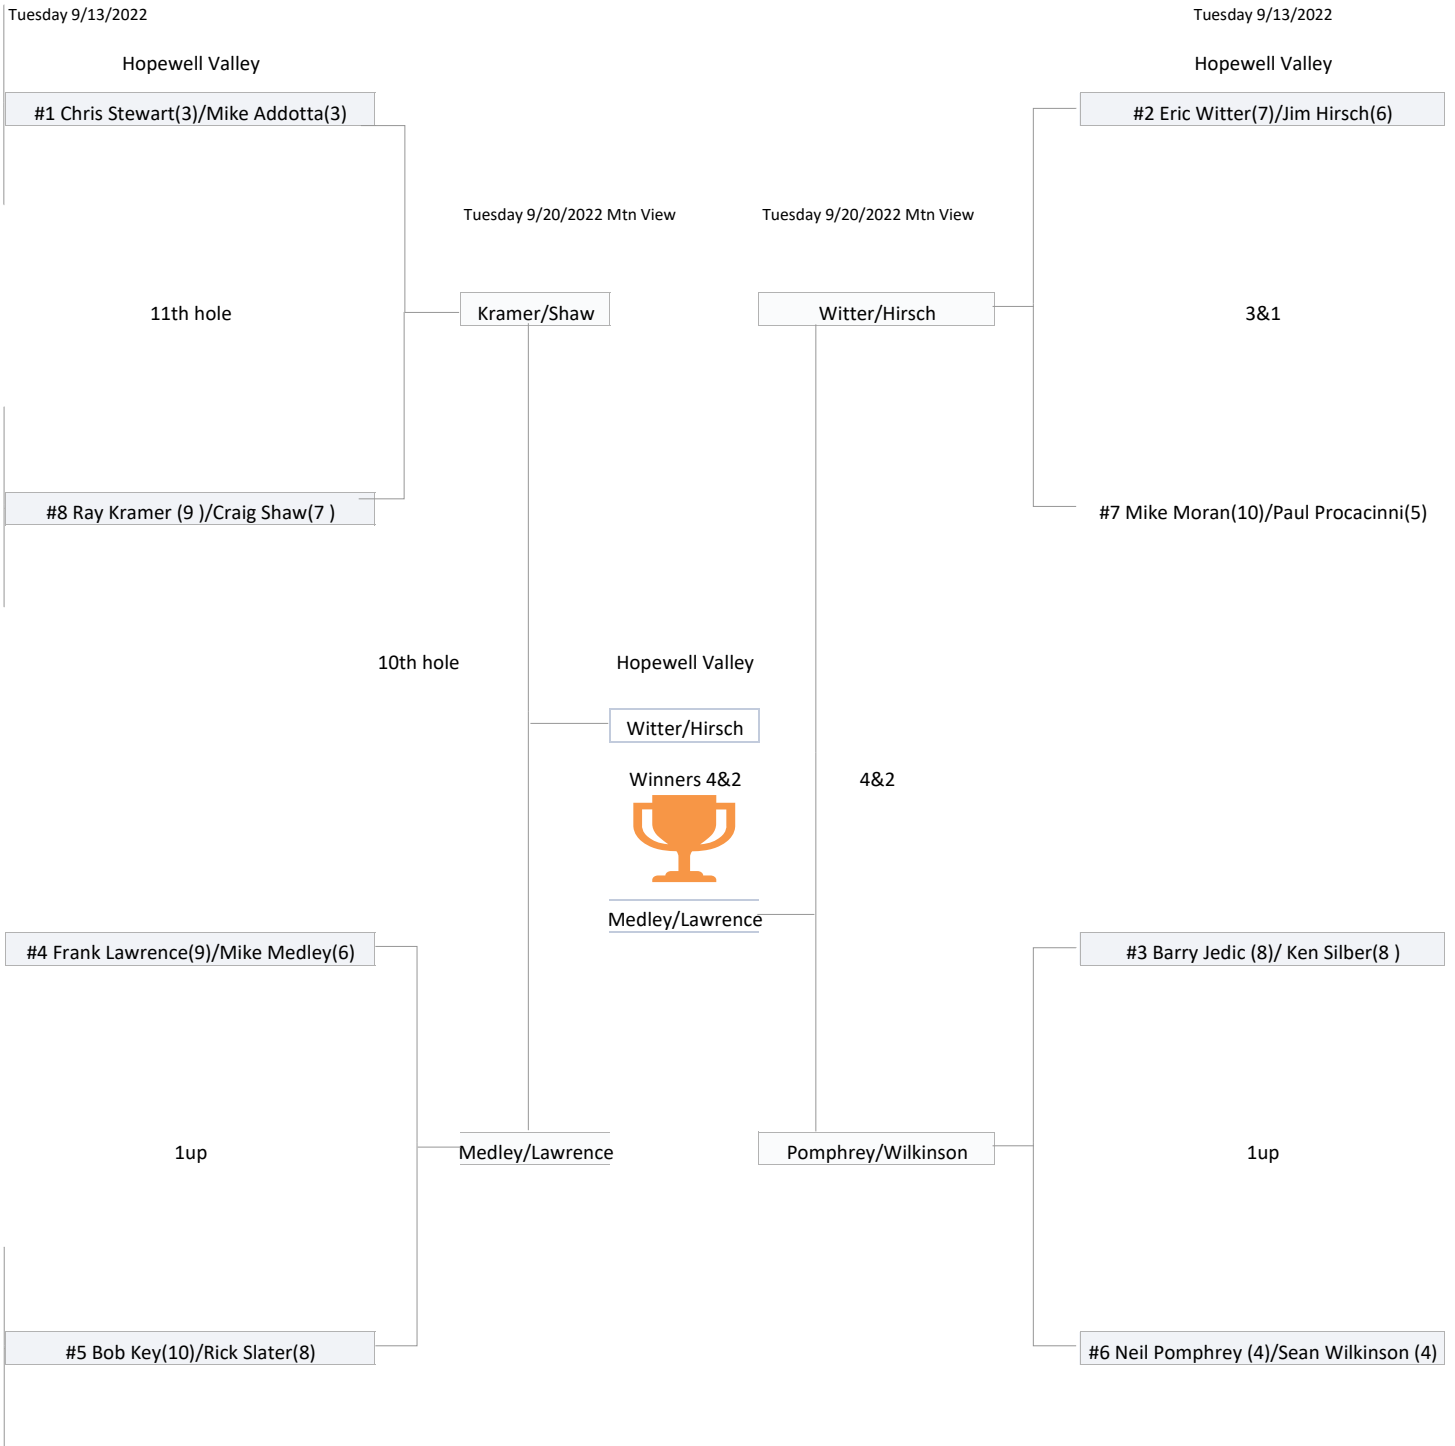 Tuesday 9/13/2022
Tuesday 9/13/2022
Hopewell Valley
Hopewell Valley
#1 Chris Stewart(3)/Mike Addotta(3)
#2 Eric Witter(7)/Jim Hirsch(6)
Tuesday 9/20/2022 Mtn View
Tuesday 9/20/2022 Mtn View
11th hole
Kramer/Shaw
Witter/Hirsch
3&1
#8 Ray Kramer (9 )/Craig Shaw(7 )
#7 Mike Moran(10)/Paul Procacinni(5)
10th hole
Hopewell Valley
Witter/Hirsch
Winners 4&2
4&2
Medley/Lawrence
#4 Frank Lawrence(9)/Mike Medley(6)
#3 Barry Jedic (8)/ Ken Silber(8 )
1up
Medley/Lawrence
Pomphrey/Wilkinson
1up
#5 Bob Key(10)/Rick Slater(8)
#6 Neil Pomphrey (4)/Sean Wilkinson (4)